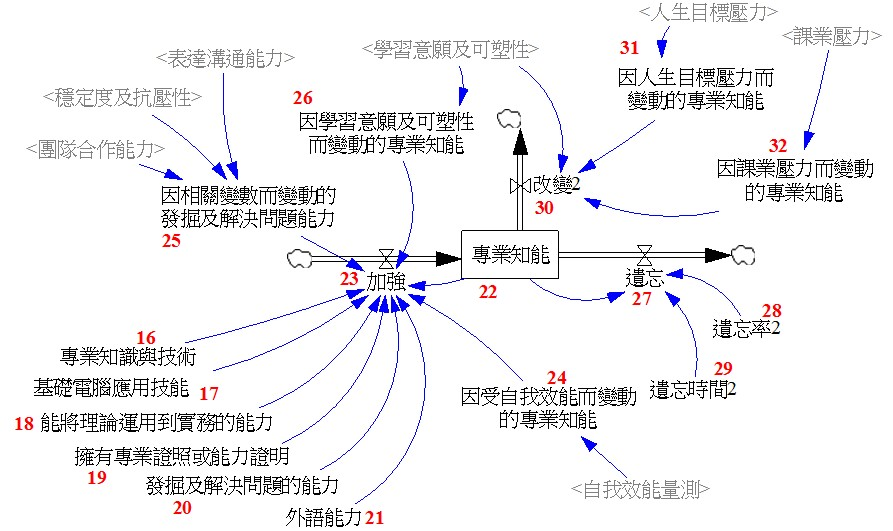 <人生目標壓力>
<學習意願及可塑性>
<課業壓力>
<表達溝通能力>
31
因人生目標壓力而
變動的專業知能
<穩定度及抗壓性>
26
因學習意願及可塑性
而變動的專業知能
<團隊合作能力>
32
因課業壓力而變動
的專業知能
因相關變數而變動的
發掘及解決問題能力
25
改變2
30
專業知能
22
23
加強
遺忘
27
28
遺忘率2
16
專業知識與技術
基礎電腦應用技能 17
29
遺忘時間2
24
因受自我效能而變動
的專業知能
18 能將理論運用到實務的能力
擁有專業證照或能力證明
19
發掘及解決問題的能力
20
<自我效能量測>
外語能力 21